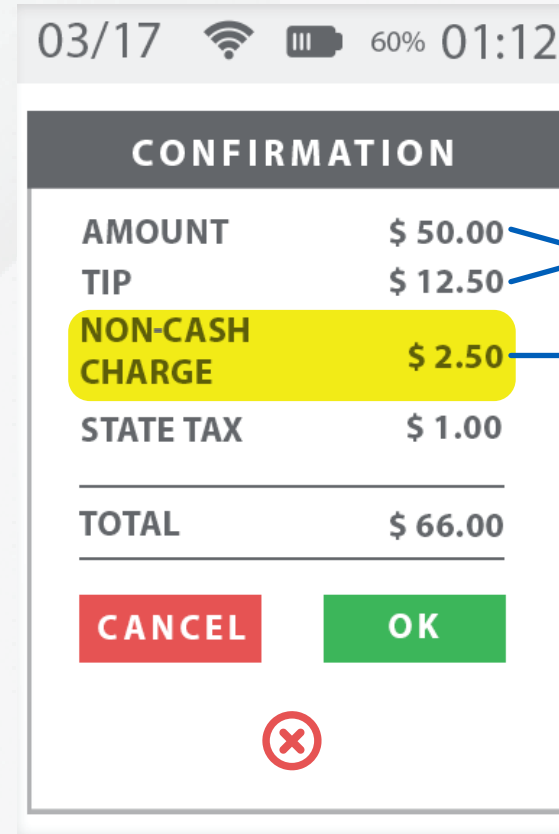 03/17 60% 01:12
CONFIRMATION
AMOUNT $ 50.00
TIP $ 12.50
NON-CASH
CHARGE $ 2.50
STATE TAX $ 1.00
TOTAL $ 66.00
CANCEL OK